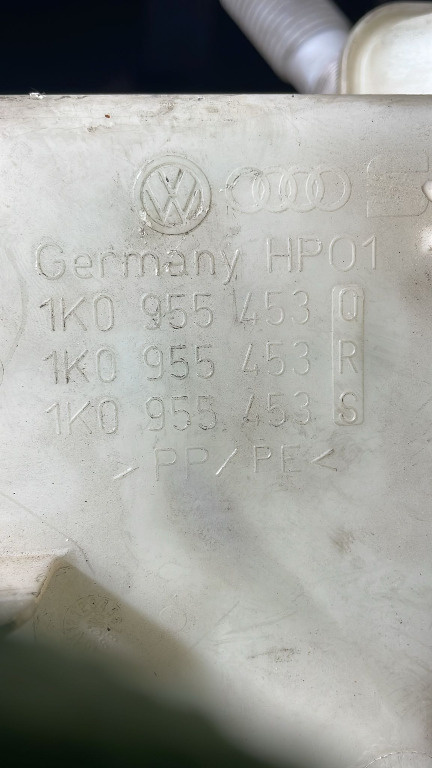 Germany HP01
1K0 955 453 Q
1K0 955 453 R
1K0 955 453 S
>PP/PE<